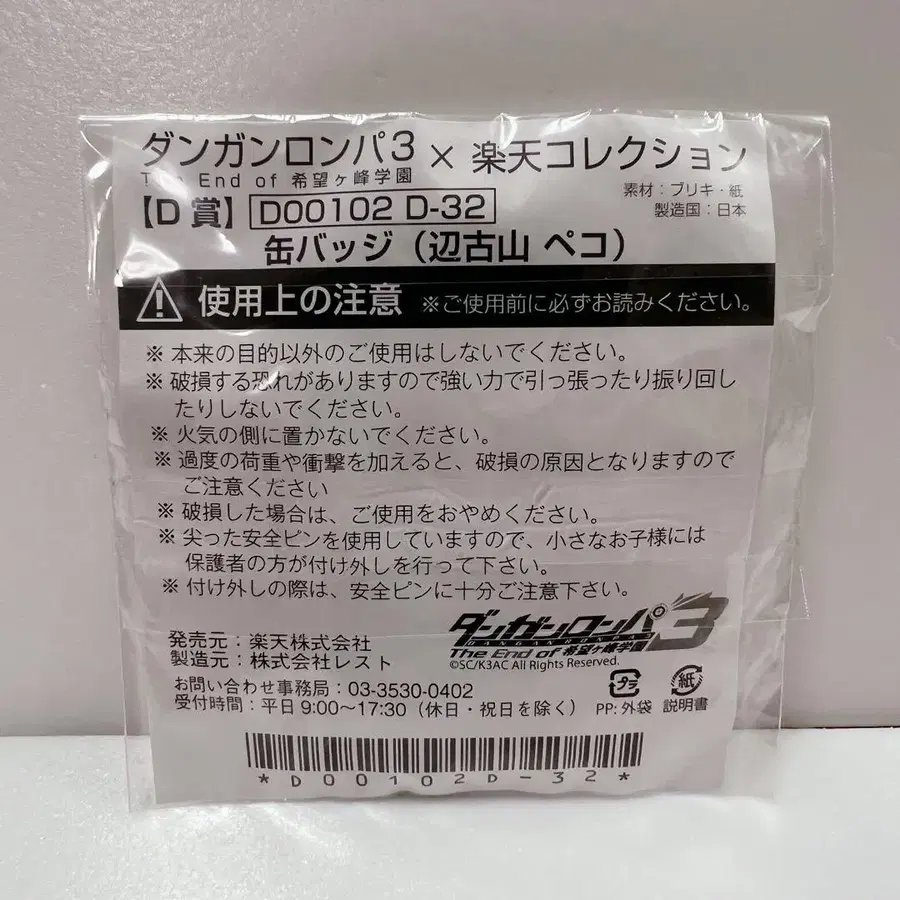 ダンガンロンパ3 × 楽天コレクション
The End of 希望ヶ峰学園
素材：ブリキ・紙
【D 賞】 D00102 D-32
製造国：日本
缶バッジ（辺古山 ペコ）
使用上の注意 ※ご使用前に必ずお読みください。
※ 本来の目的以外のご使用はしないでください。
※ 破損する恐れがありますので強い力で引っ張ったり振り回し
たりしないでください。
※ 火気の側に置かないでください。
※ 過度の荷重や衝撃を加えると、破損の原因となりますので
ご注意ください
※ 破損した場合は、ご使用をおやめください。
※ 尖った安全ピンを使用していますので、小さなお子様には
保護者の方が付け外しを行って下さい。
※ 付け外しの際は、安全ピンに十分ご注意下さい。
ダンガンロンパ3
DANGANRONPA3
The End of 希望ヶ峰学園
©SC/K3AC All Rights Reserved.
発売元：楽天株式会社
製造元：株式会社レスト
お問い合わせ事務局：03-3530-0402
受付時間：平日 9:00～17:30（休日・祝日を除く）
プラ
PP: 外袋
紙
説明書
*D00102D-32*